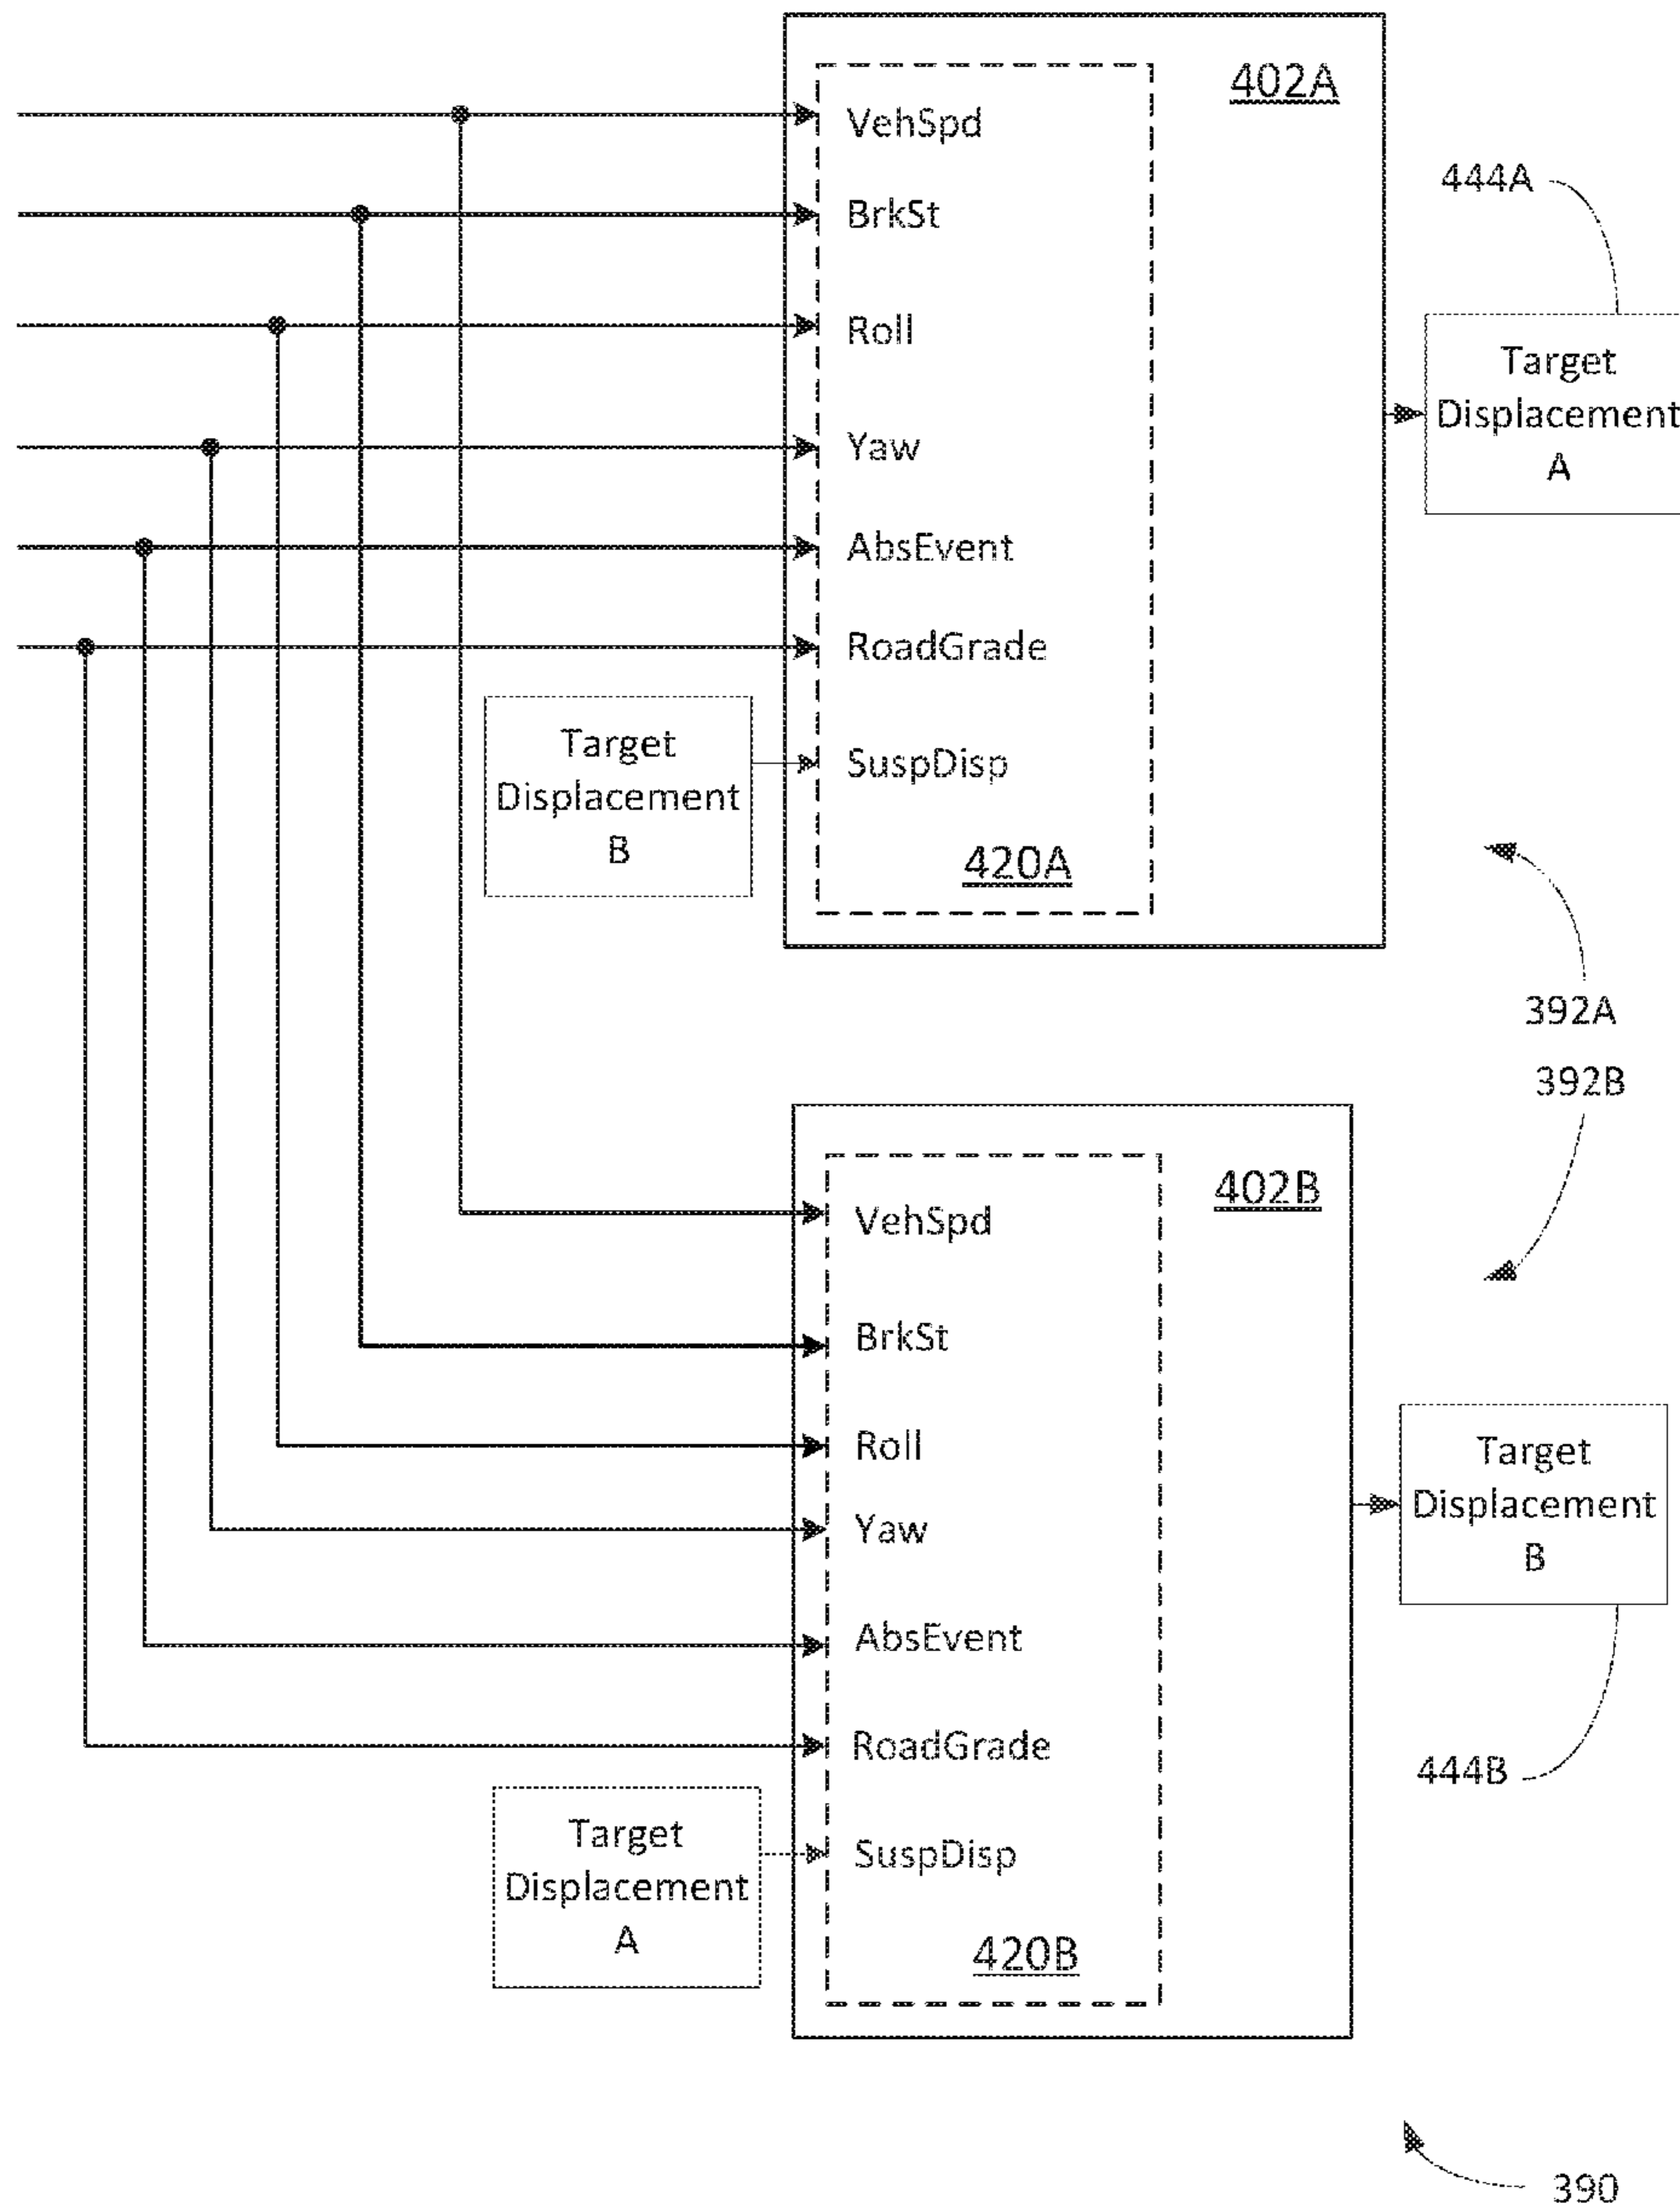 402A
VehSpd
444A
BrkSt
Roll
Target
Displacement
A
Yaw
AbsEvent
RoadGrade
Target
Displacement
B
SuspDisp
420A
392A
392B
402B
VehSpd
BrkSt
Roll
Target
Displacement
B
Yaw
AbsEvent
RoadGrade
444B
Target
Displacement
A
SuspDisp
420B
390